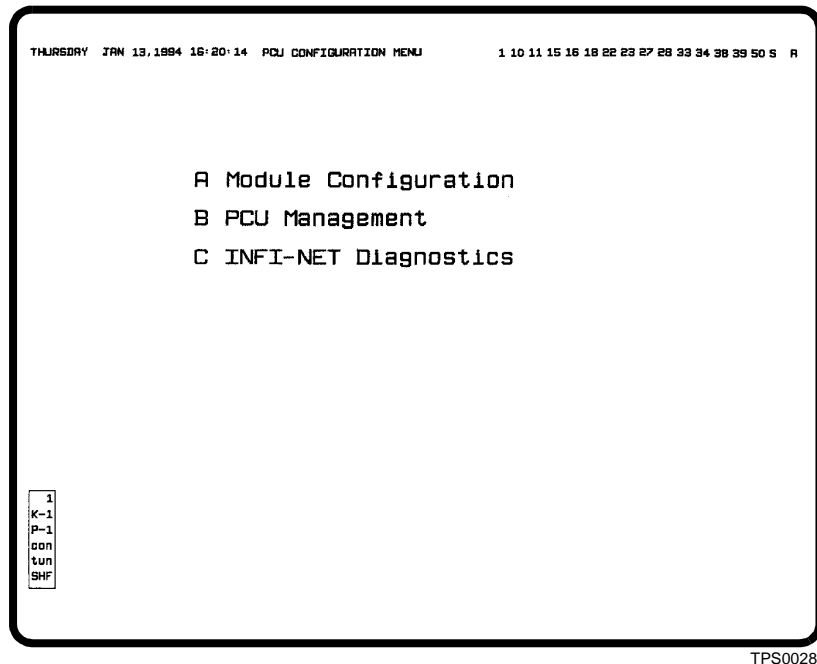 THURSDAY JAN 13,1994 16:20:14 PCU CONFIGURATION MENU 1 10 11 15 16 18 22 23 27 28 33 34 38 39 50 S A
A Module Configuration
B PCU Management
C INFI-NET Diagnostics
1
K-1
P-1
con
tun
SHF
TPS0028